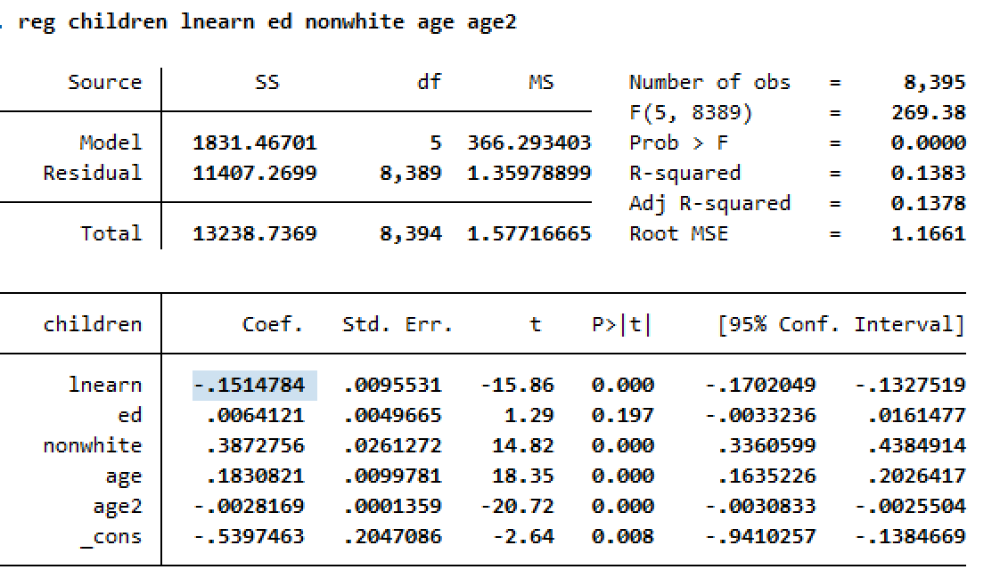 . reg children lnearn ed nonwhite age age2
Source SS df MS Number of obs = 8,395
F(5, 8389) = 269.38
Model 1831.46701 5 366.293403 Prob > F = 0.0000
Residual 11407.2699 8,389 1.35978899 R-squared = 0.1383
Adj R-squared = 0.1378
Total 13238.7369 8,394 1.57716665 Root MSE = 1.1661
children Coef. Std. Err. t P>|t| [95% Conf. Interval]
lnearn -.1514784 .0095531 -15.86 0.000 -.1702049 -.1327519
ed .0064121 .0049665 1.29 0.197 -.0033236 .0161477
nonwhite .3872756 .0261272 14.82 0.000 .3360599 .4384914
age .1830821 .0099781 18.35 0.000 .1635226 .2026417
age2 -.0028169 .0001359 -20.72 0.000 -.0030833 -.0025504
_cons -.5397463 .2047086 -2.64 0.008 -.9410257 -.1384669